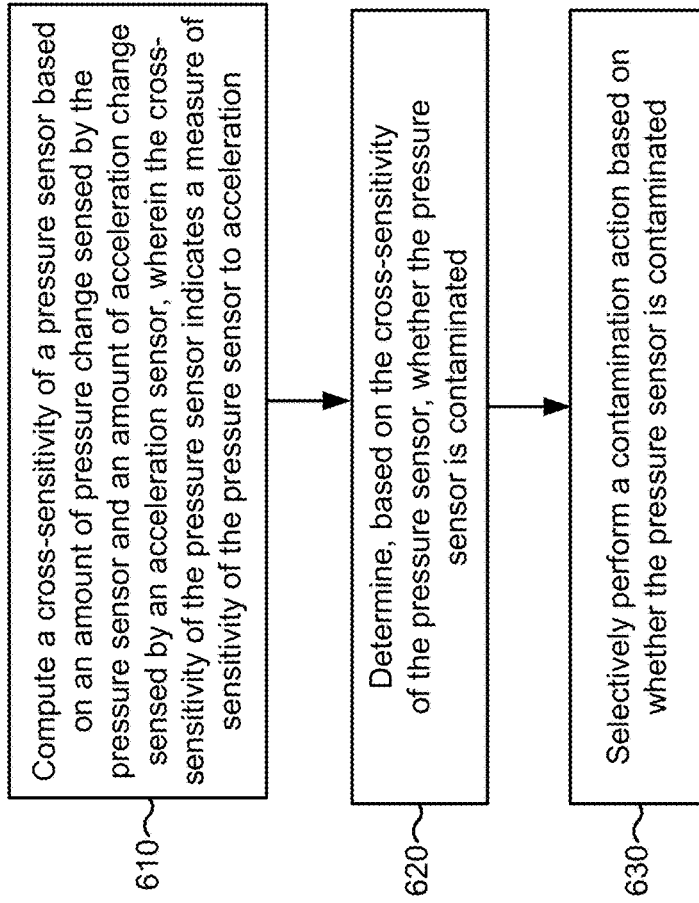 610
Compute a cross-sensitivity of a pressure sensor based
on an amount of pressure change sensed by the
pressure sensor and an amount of acceleration change
sensed by an acceleration sensor, wherein the cross-
sensitivity of the pressure sensor indicates a measure of
sensitivity of the pressure sensor to acceleration
620
Determine, based on the cross-sensitivity
of the pressure sensor, whether the pressure
sensor is contaminated
630
Selectively perform a contamination action based on
whether the pressure sensor is contaminated